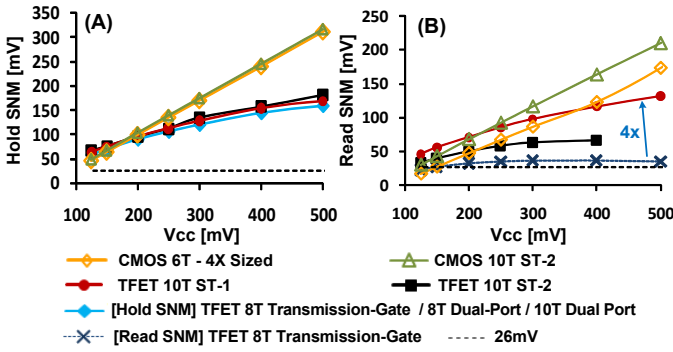 (A)
Hold SNM [mV]
350
300
250
200
150
100
50
0
100 200 300 400 500
Vcc [mV]
(B)
Read SNM [mV]
250
200
150
100
50
0
4x
100 200 300 400 500
Vcc [mV]
CMOS 6T - 4X Sized
CMOS 10T ST-2
TFET 10T ST-1
TFET 10T ST-2
[Hold SNM] TFET 8T Transmission-Gate / 8T Dual-Port / 10T Dual Port
[Read SNM] TFET 8T Transmission-Gate
26mV